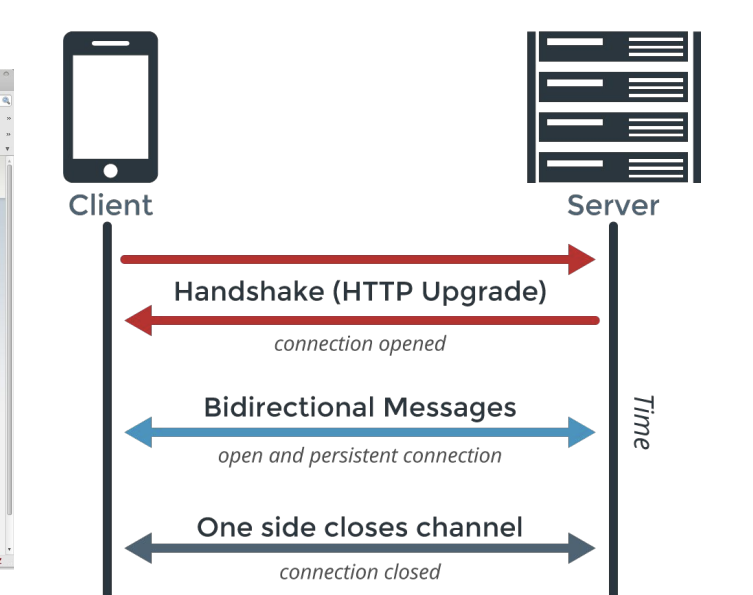 Client
Server
Handshake (HTTP Upgrade)
connection opened
Bidirectional Messages
open and persistent connection
Time
One side closes channel
connection closed